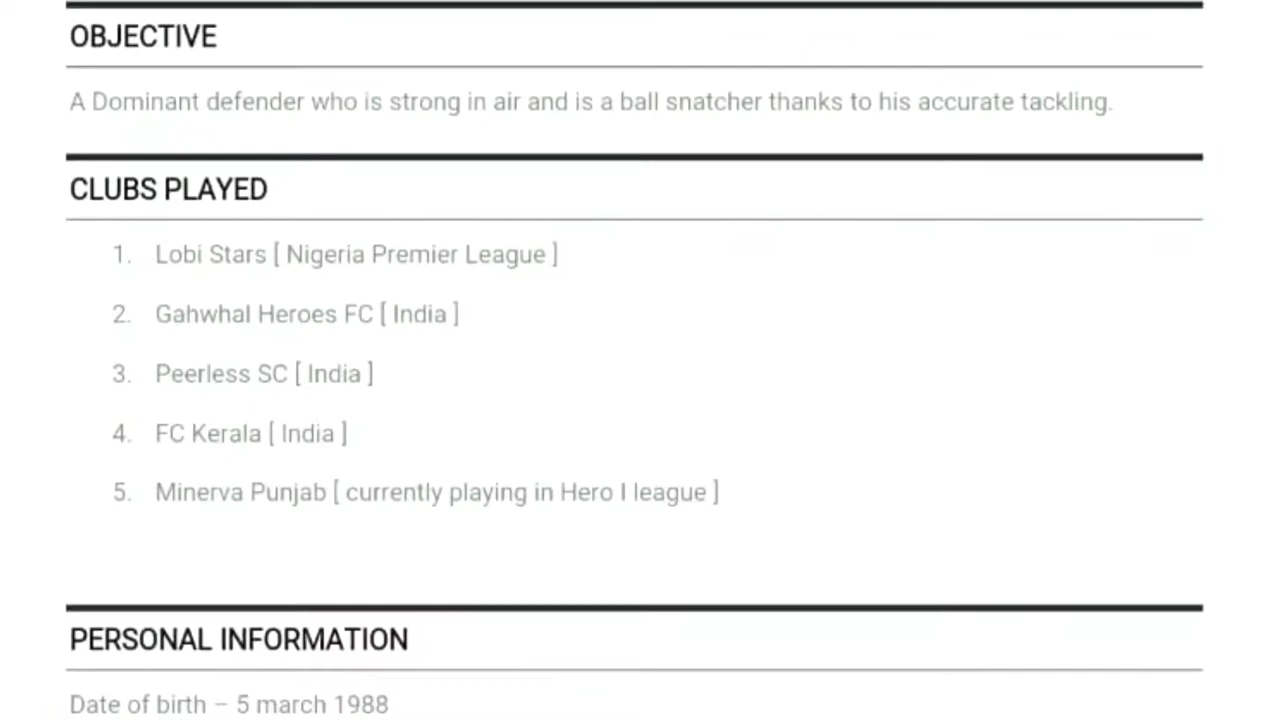 OBJECTIVE
A Dominant defender who is strong in air and is a ball snatcher thanks to his accurate tackling.
CLUBS PLAYED
1. Lobi Stars [ Nigeria Premier League ]
2. Gahwhal Heroes FC [ India ]
3. Peerless SC [ India ]
4. FC Kerala [ India ]
5. Minerva Punjab [ currently playing in Hero I league ]
PERSONAL INFORMATION
Date of birth – 5 march 1988